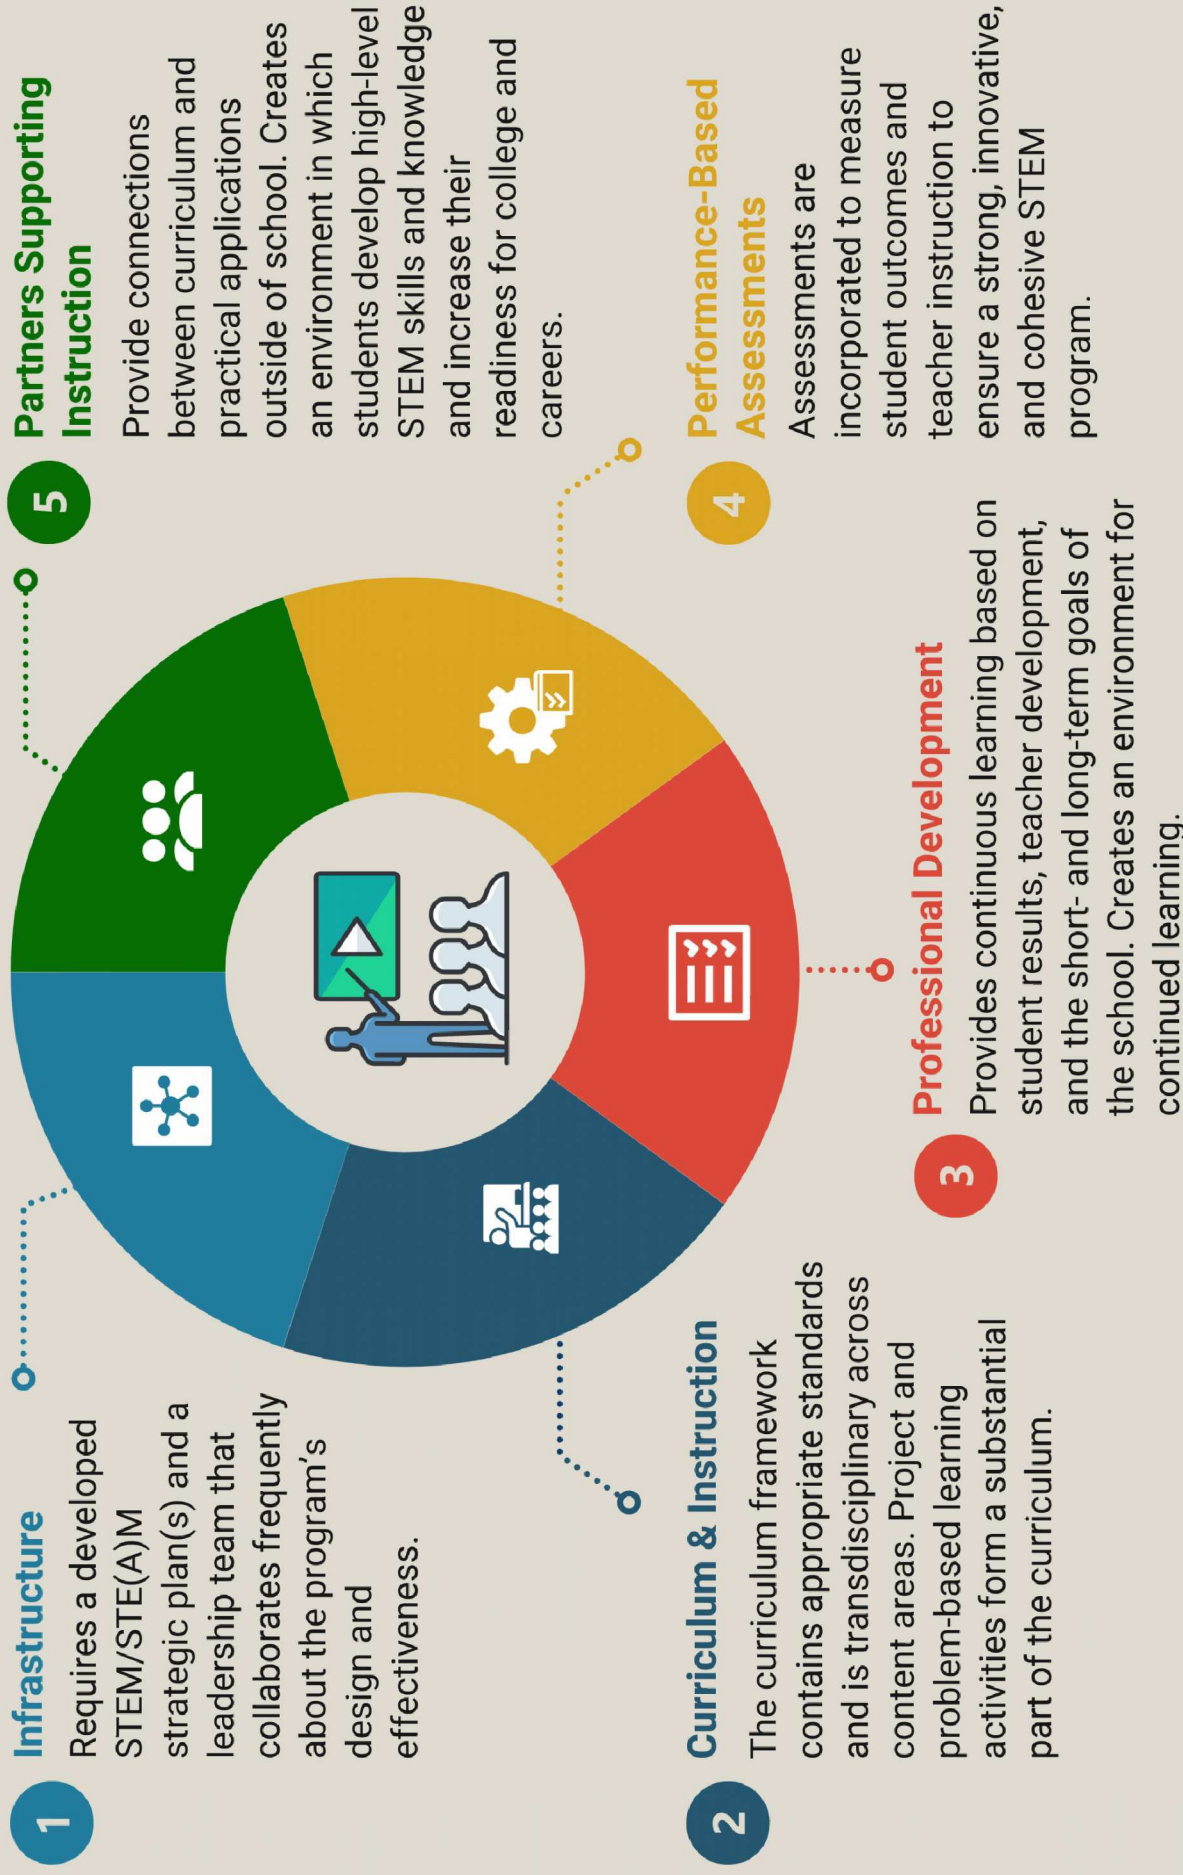 1
Infrastructure
Requires a developed
STEM/STE(A)M
strategic plan(s) and a
leadership team that
collaborates frequently
about the program's
design and
effectiveness.
2
Curriculum & Instruction
The curriculum framework
contains appropriate standards
and is transdisciplinary across
content areas. Project and
problem-based learning
activities form a substantial
part of the curriculum.
3
Professional Development
Provides continuous learning based on
student results, teacher development,
and the short- and long-term goals of
the school. Creates an environment for
continued learning.
4
Performance-Based
Assessments
Assessments are
incorporated to measure
student outcomes and
teacher instruction to
ensure a strong, innovative,
and cohesive STEM
program.
5
Partners Supporting
Instruction
Provide connections
between curriculum and
practical applications
outside of school. Creates
an environment in which
students develop high-level
STEM skills and knowledge
and increase their
readiness for college and
careers.